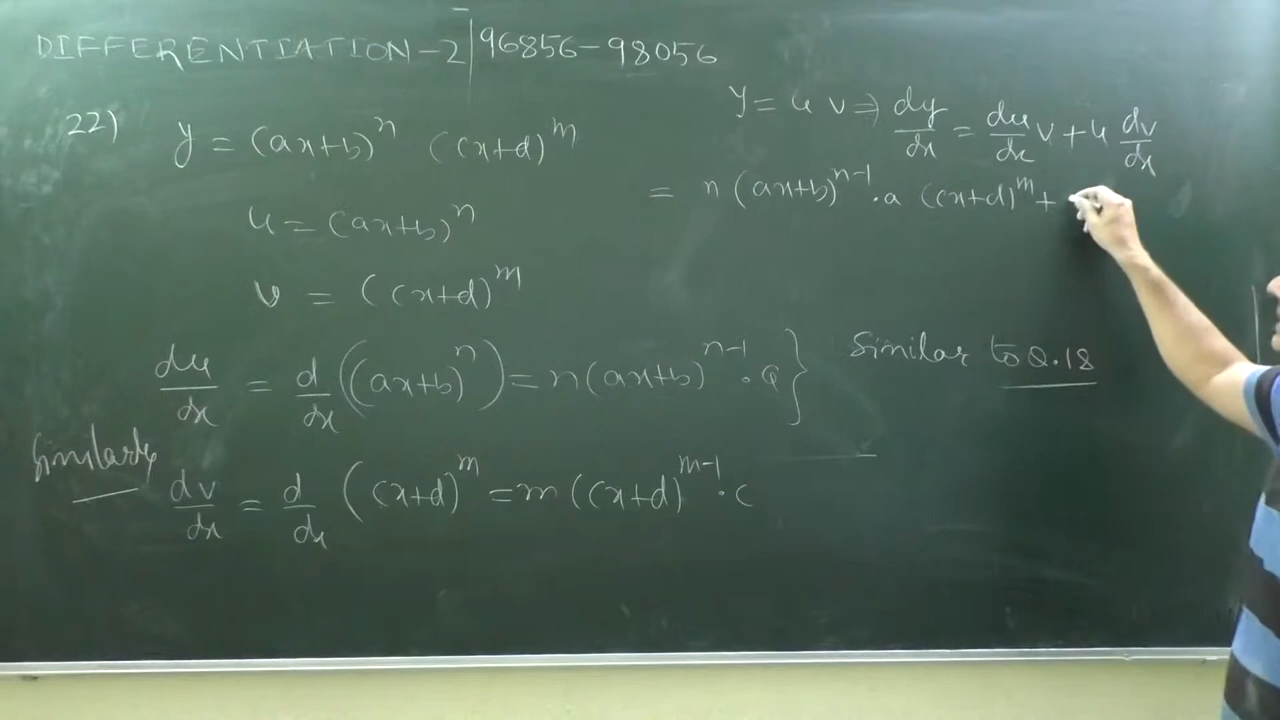 DIFFERENTIATION-2|96856-98056
22) y = (ax+b)^n (cx+d)^m
u = (ax+b)^n
v = (cx+d)^m
du/dx = d/dx ((ax+b)^n) = n(ax+b)^{n-1} . a }
Similarly dv/dx = d/dx (cx+d)^m = m (cx+d)^{m-1} . c
y = u v ⇒ dy/dx = du/dx v + u dv/dx
= n (ax+b)^{n-1} . a (cx+d)^m +
Similar to Q.18